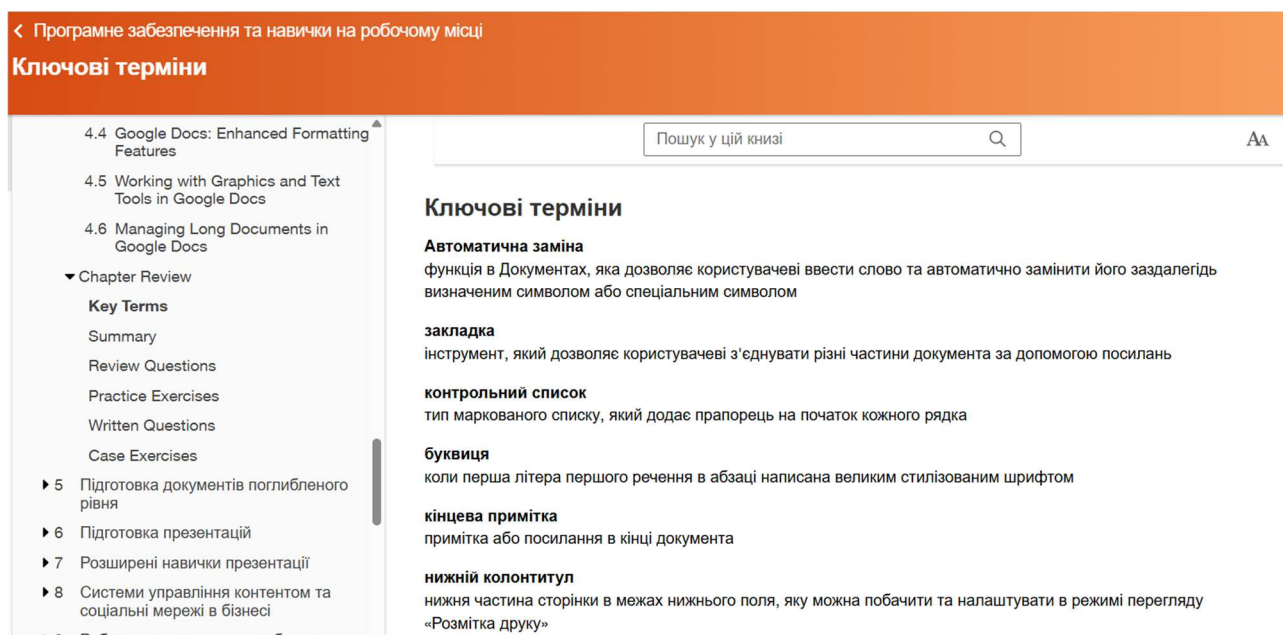 Програмне забезпечення та навички на робочому місці
Ключові терміни
4.4 Google Docs: Enhanced Formatting
Features
4.5 Working with Graphics and Text
Tools in Google Docs
4.6 Managing Long Documents in
Google Docs
Chapter Review
Key Terms
Summary
Review Questions
Practice Exercises
Written Questions
Case Exercises
5 Підготовка документів поглибленого
рівня
6 Підготовка презентацій
7 Розширені навички презентації
8 Системи управління контентом та
соціальні мережі в бізнесі
Пошук у цій книзі
AA
Ключові терміни
Автоматична заміна
функція в Документах, яка дозволяє користувачеві ввести слово та автоматично замінити його заздалегідь
визначеним символом або спеціальним символом
закладка
інструмент, який дозволяє користувачеві з'єднувати різні частини документа за допомогою посилань
контрольний список
тип маркованого списку, який додає прапорець на початок кожного рядка
буквиця
коли перша літера першого речення в абзаці написана великим стилізованим шрифтом
кінцева примітка
примітка або посилання в кінці документа
нижній колонтитул
нижня частина сторінки в межах нижнього поля, яку можна побачити та налаштувати в режимі перегляду
«Розмітка друку»